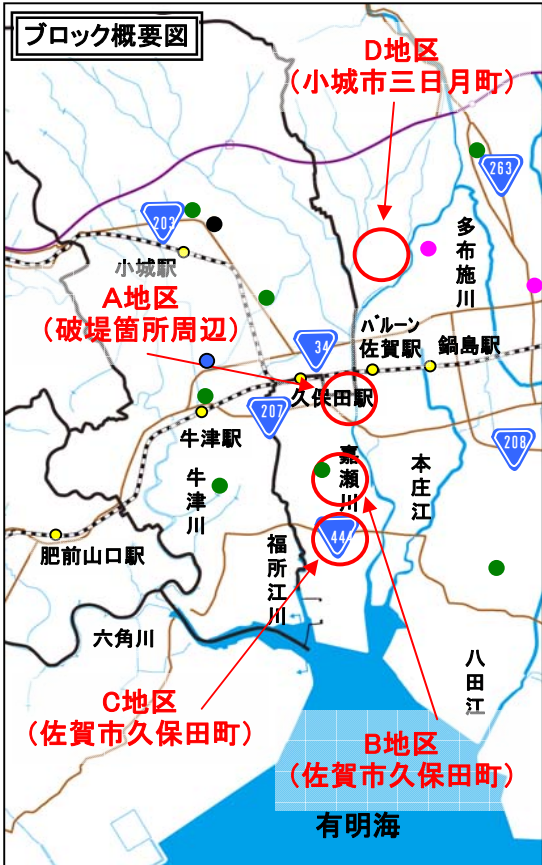 ブロック概要図
D地区
(小城市三日月町)
263
203
多布施川
小城駅
A地区
(破堤箇所周辺)
34
バルーン
佐賀駅
鍋島駅
久保田駅
207
牛津駅
208
嘉瀬川
本庄江
牛津川
444
肥前山口駅
福所江川
六角川
八田江
C地区
(佐賀市久保田町)
B地区
(佐賀市久保田町)
有明海